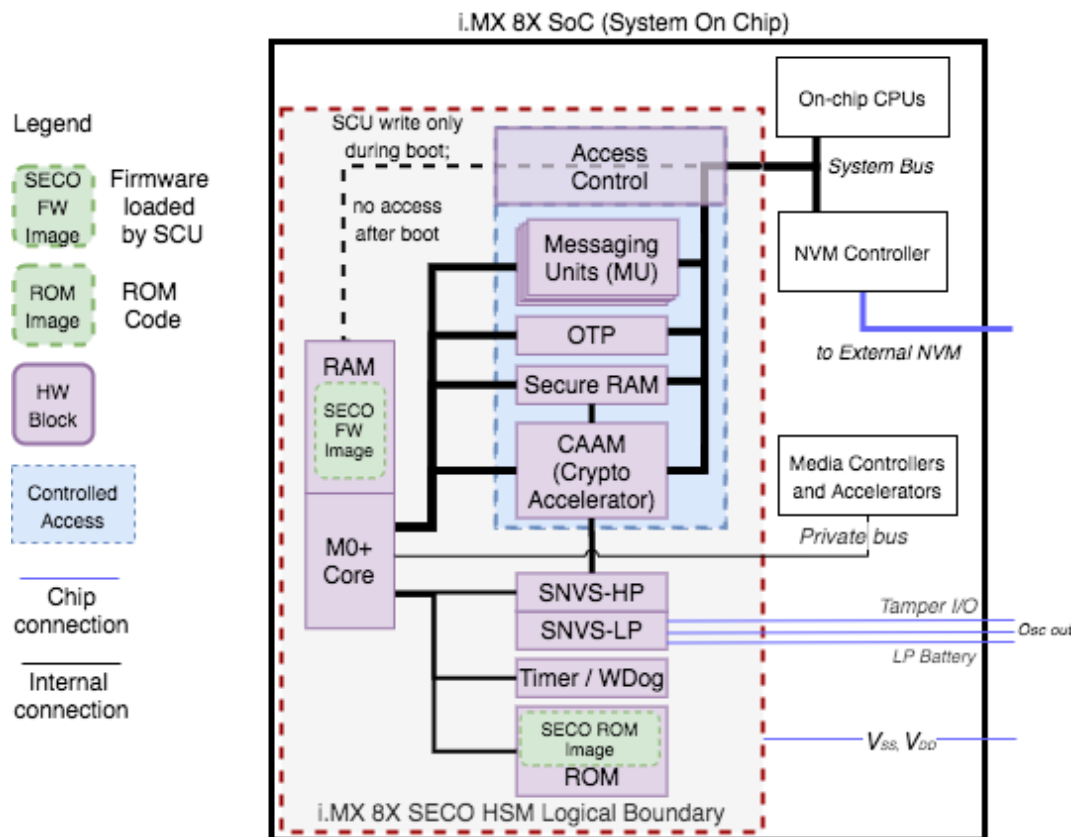 i.MX 8X SoC (System On Chip)
Legend
SECO
FW
Image
Firmware
loaded
by SCU
ROM
Image
ROM
Code
HW
Block
Controlled
Access
Chip
connection
Internal
connection
SCU write only
during boot;
no access
after boot
Access
Control
Messaging
Units (MU)
OTP
Secure RAM
CAAM
(Crypto
Accelerator)
RAM
SECO
FW
Image
M0+
Core
SNVS-HP
SNVS-LP
Timer / WDog
SECO ROM
Image
ROM
i.MX 8X SECO HSM Logical Boundary
On-chip CPUs
System Bus
NVM Controller
to External NVM
Media Controllers
and Accelerators
Private bus
Tamper I/O
Osc out
LP Battery
VSS, VDD